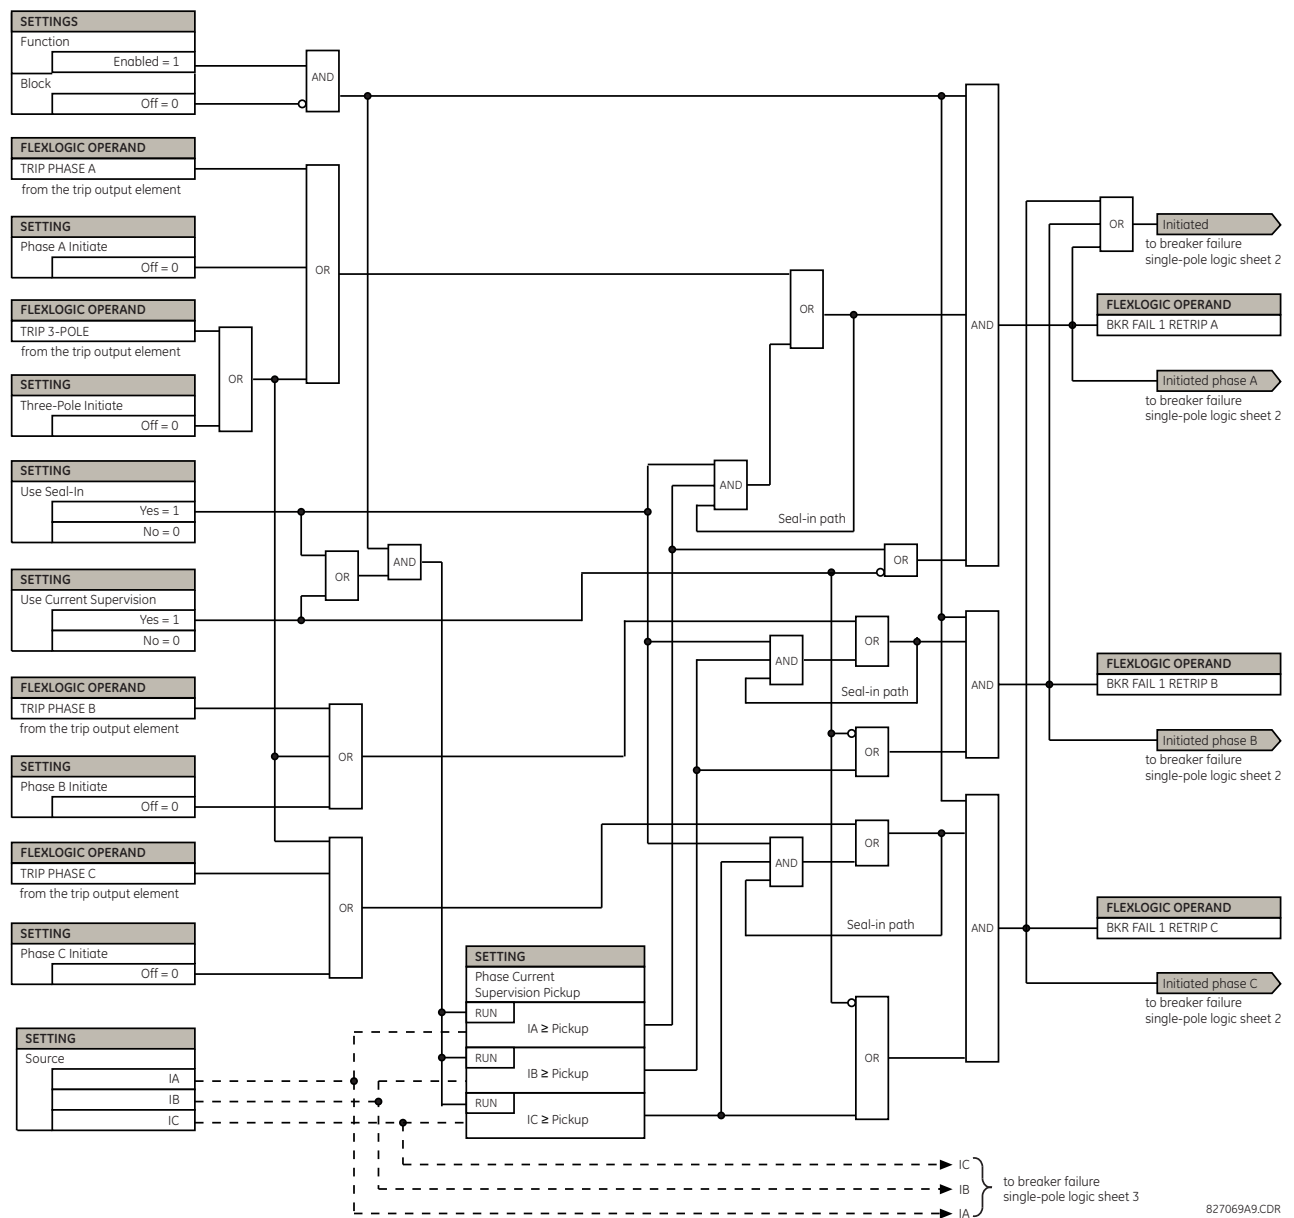 SETTINGS
Function
Enabled = 1
Block
Off = 0
AND
FLEXLOGIC OPERAND
TRIP PHASE A
from the trip output element
SETTING
Phase A Initiate
Off = 0
OR
FLEXLOGIC OPERAND
TRIP 3-POLE
from the trip output element
OR
SETTING
Three-Pole Initiate
Off = 0
SETTING
Use Seal-In
Yes = 1
No = 0
OR
AND
SETTING
Use Current Supervision
Yes = 1
No = 0
FLEXLOGIC OPERAND
TRIP PHASE B
from the trip output element
OR
SETTING
Phase B Initiate
Off = 0
FLEXLOGIC OPERAND
TRIP PHASE C
from the trip output element
OR
SETTING
Phase C Initiate
Off = 0
SETTING
Source
IA
IB
IC
SETTING
Phase Current
Supervision Pickup
RUN
IA ≥ Pickup
RUN
IB ≥ Pickup
RUN
IC ≥ Pickup
OR
AND
Seal-in path
OR
AND
OR
AND
Seal-in path
OR
AND
OR
AND
Seal-in path
OR
AND
OR
Initiated
to breaker failure
single-pole logic sheet 2
FLEXLOGIC OPERAND
BKR FAIL 1 RETRIP A
Initiated phase A
to breaker failure
single-pole logic sheet 2
FLEXLOGIC OPERAND
BKR FAIL 1 RETRIP B
Initiated phase B
to breaker failure
single-pole logic sheet 2
FLEXLOGIC OPERAND
BKR FAIL 1 RETRIP C
Initiated phase C
to breaker failure
single-pole logic sheet 2
IC
IB
IA
to breaker failure
single-pole logic sheet 3
827069A9.CDR